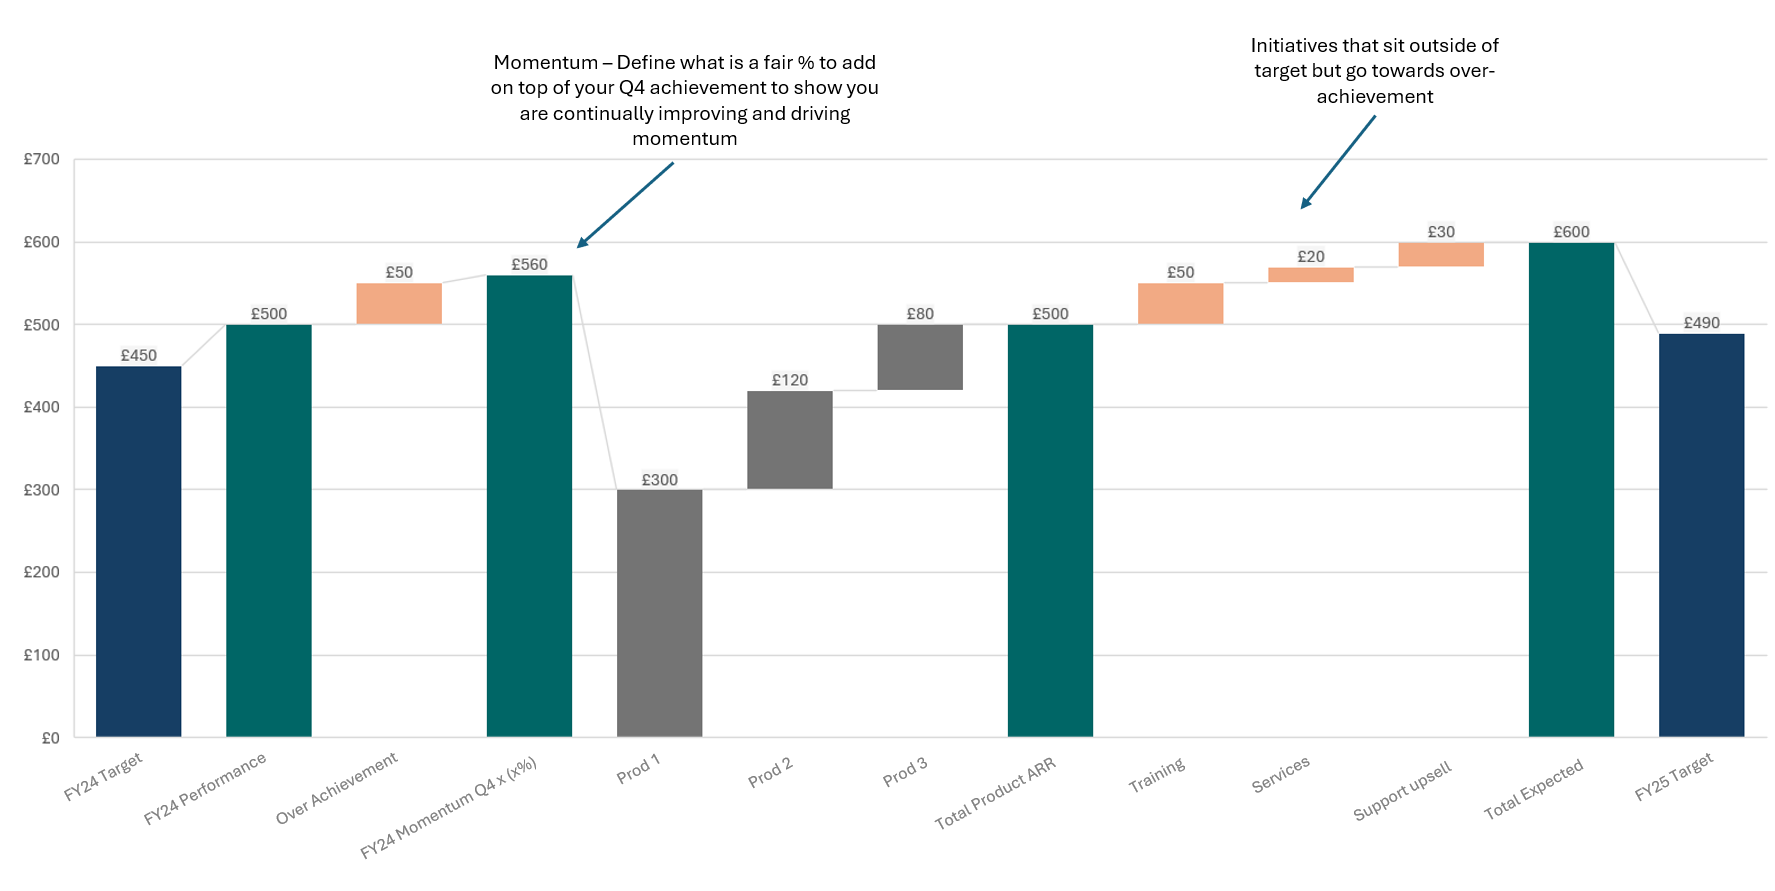 Momentum – Define what is a fair % to add
on top of your Q4 achievement to show you
are continually improving and driving
momentum
Initiatives that sit outside of
target but go towards over-
achievement
£700
£600
£500
£400
£300
£200
£100
£0
£450
£500
£50
£560
£300
£120
£80
£500
£50
£20
£30
£600
£490
FY24 Target
FY24 Performance
Over Achievement
FY24 Momentum Q4 x (x%)
Prod 1
Prod 2
Prod 3
Total Product ARR
Training
Services
Support upsell
Total Expected
FY25 Target